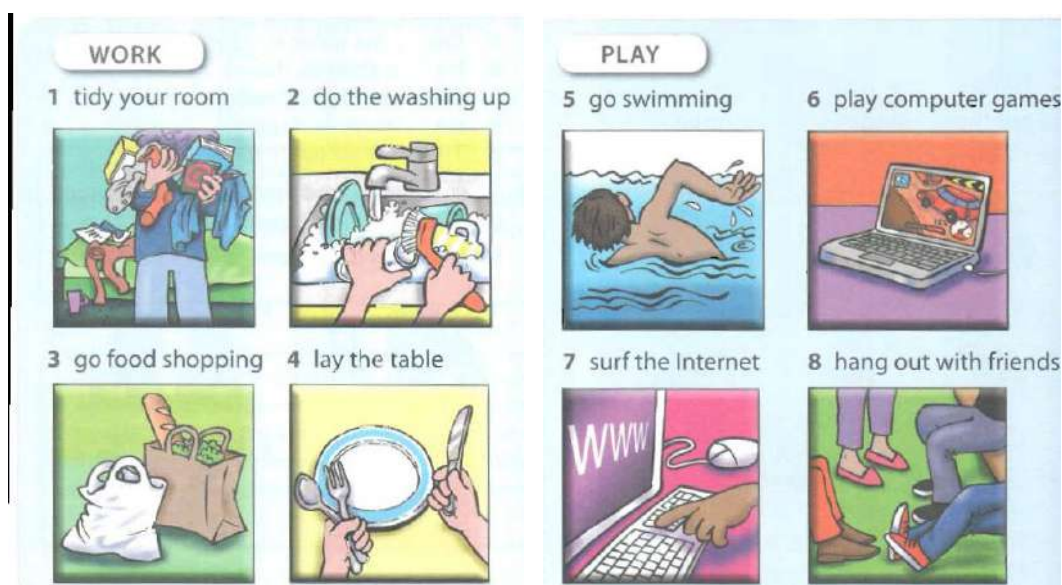 WORK
1 tidy your room
2 do the washing up
3 go food shopping
4 lay the table
PLAY
5 go swimming
6 play computer games
7 surf the Internet
8 hang out with friends
WWW